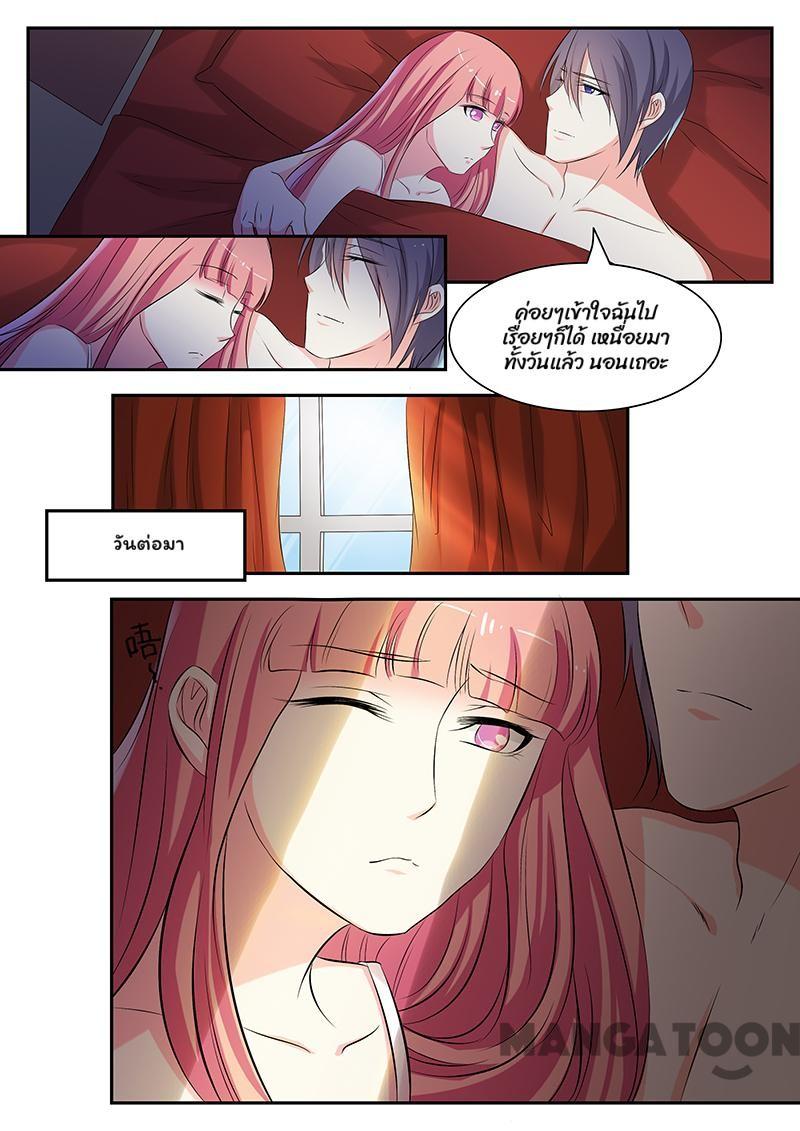 ค่อยๆเข้าใจฉันไป
เรื่อยๆก็ได้ เหนื่อยมา
ทั้งวันแล้ว นอนเถอะ
วันต่อมา
唔~
MANGATOON